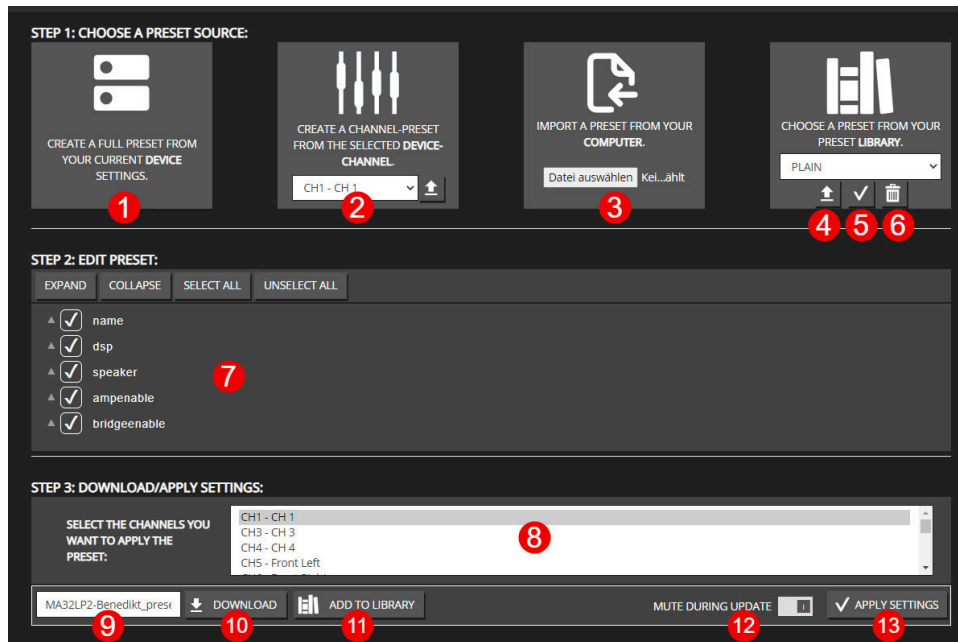 STEP 1: CHOOSE A PRESET SOURCE:
CREATE A FULL PRESET FROM
YOUR CURRENT DEVICE
SETTINGS.
1
CREATE A CHANNEL-PRESET
FROM THE SELECTED DEVICE-
CHANNEL.
CH1 - CH 1
2
IMPORT A PRESET FROM YOUR
COMPUTER.
Datei auswählen Kei...ählt
3
CHOOSE A PRESET FROM YOUR
PRESET LIBRARY.
PLAIN
4 5 6
STEP 2: EDIT PRESET:
EXPAND COLLAPSE SELECT ALL UNSELECT ALL
name
dsp
speaker
ampenable
bridgeenable
7
STEP 3: DOWNLOAD/APPLY SETTINGS:
SELECT THE CHANNELS YOU
WANT TO APPLY THE
PRESET:
CH1 - CH 1
CH3 - CH 3
CH4 - CH 4
CH5 - Front Left
8
MA32LP2-Benedikt_prese DOWNLOAD ADD TO LIBRARY MUTE DURING UPDATE APPLY SETTINGS
9 10 11 12 13